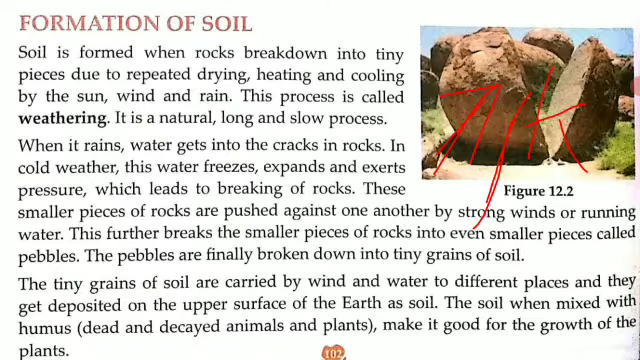 FORMATION OF SOIL
Soil is formed when rocks breakdown into tiny
pieces due to repeated drying, heating and cooling
by the sun, wind and rain. This process is called
weathering. It is a natural, long and slow process.
When it rains, water gets into the cracks in rocks. In
cold weather, this water freezes, expands and exerts
pressure, which leads to breaking of rocks. These
Figure 12.2
smaller pieces of rocks are pushed against one another by strong winds or running
water. This further breaks the smaller pieces of rocks into even smaller pieces called
pebbles. The pebbles are finally broken down into tiny grains of soil.
The tiny grains of soil are carried by wind and water to different places and they
get deposited on the upper surface of the Earth as soil. The soil when mixed with
humus (dead and decayed animals and plants), make it good for the growth of the
plants.
102